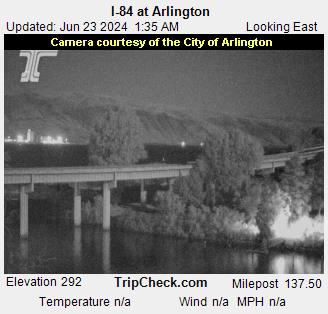 I-84 at Arlington
Updated: Jun 23 2024 1:35 AM Looking East
Camera courtesy of the City of Arlington
Elevation 292 TripCheck.com Milepost 137.50
Temperature n/a Wind n/a MPH n/a